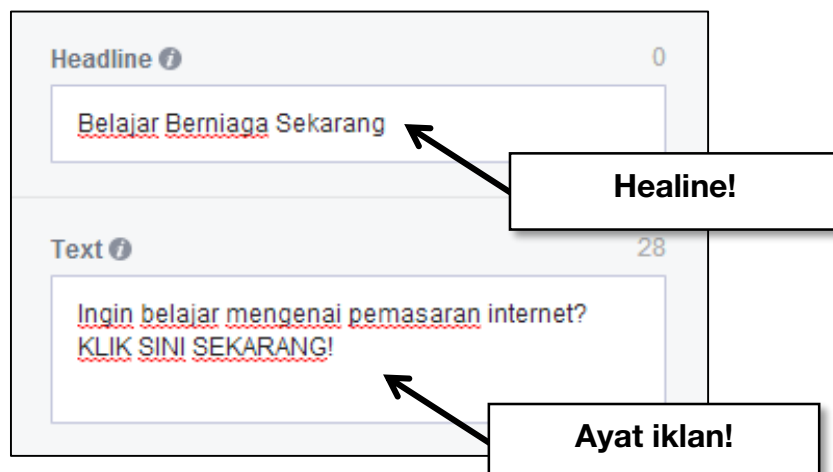 Headline 0
Belajar Berniaga Sekarang
Healine!
Text 28
Ingin belajar mengenai pemasaran internet?
KLIK SINI SEKARANG!
Ayat iklan!